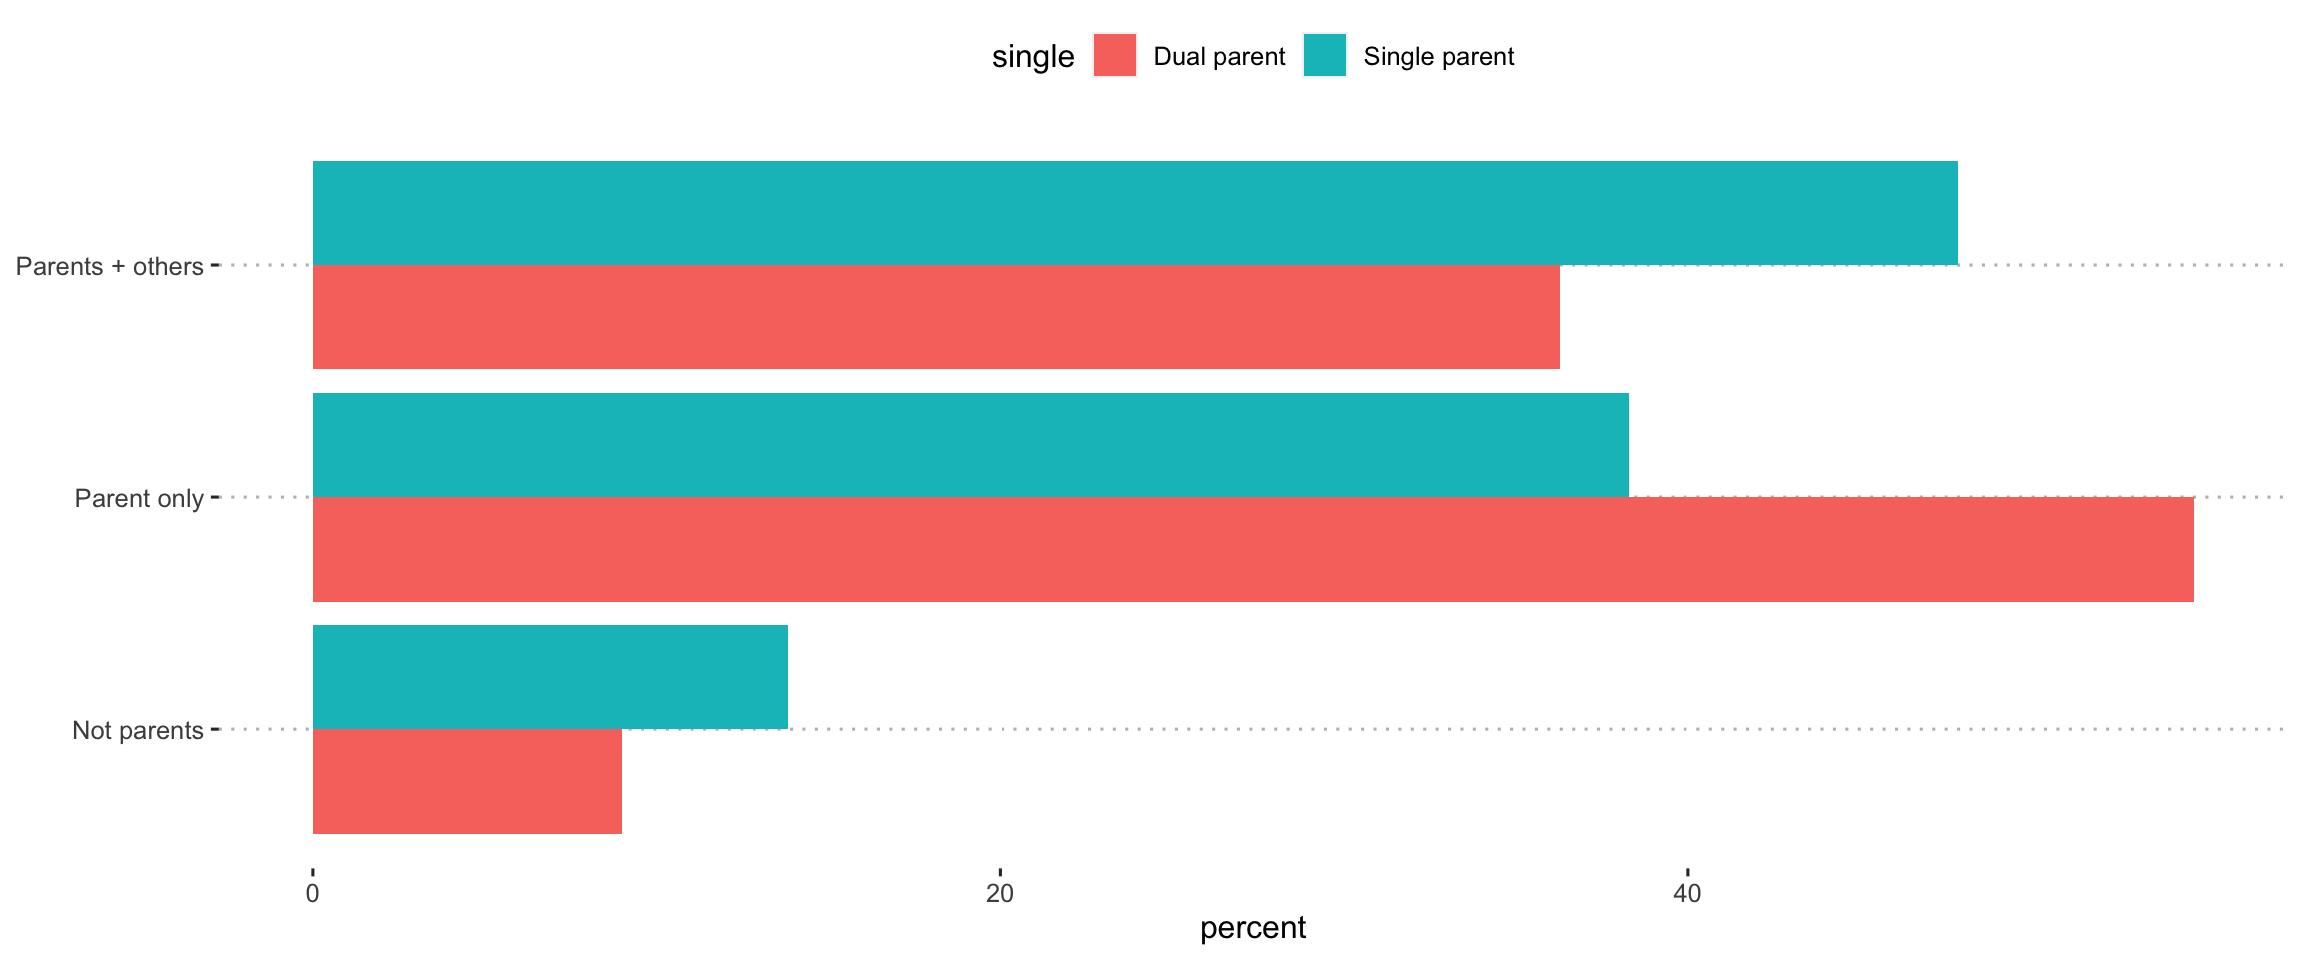 single Dual parent Single parent
Parents + others
Parent only
Not parents
0 20 40
percent